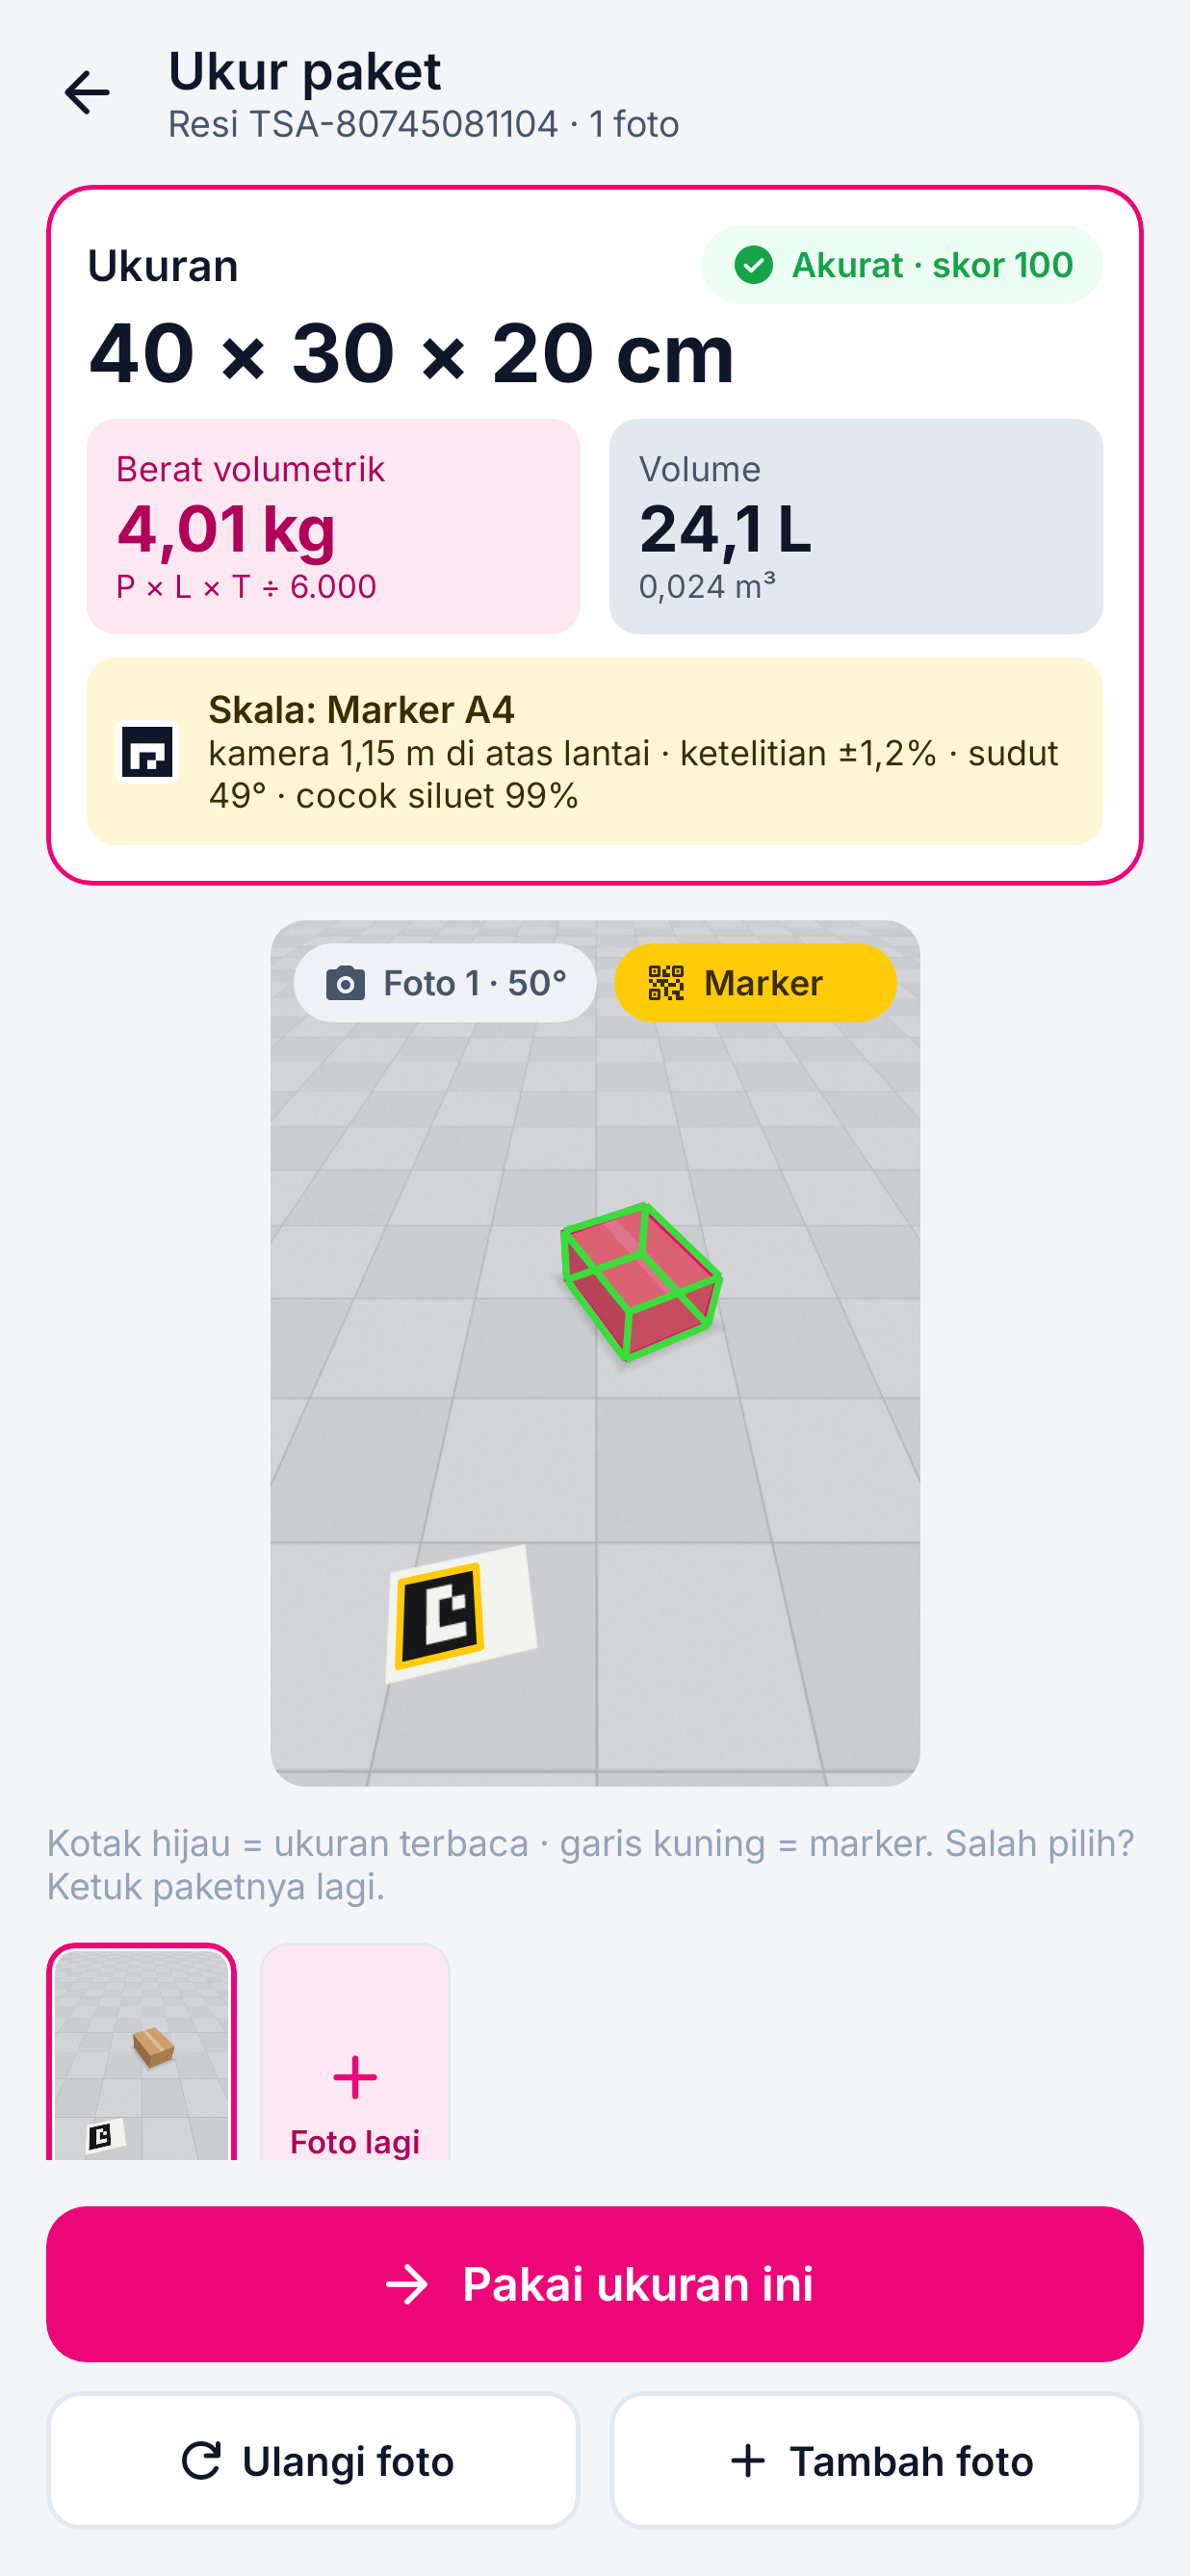 Ukur paket
Resi TSA-80745081104 · 1 foto
Ukuran
Akurat · skor 100
40 × 30 × 20 cm
Berat volumetrik
4,01 kg
P × L × T ÷ 6.000
Volume
24,1 L
0,024 m³
Skala: Marker A4
kamera 1,15 m di atas lantai · ketelitian ±1,2% · sudut
49° · cocok siluet 99%
Foto 1 · 50°
Marker
Kotak hijau = ukuran terbaca · garis kuning = marker. Salah pilih?
Ketuk paketnya lagi.
Foto lagi
Pakai ukuran ini
Ulangi foto
Tambah foto